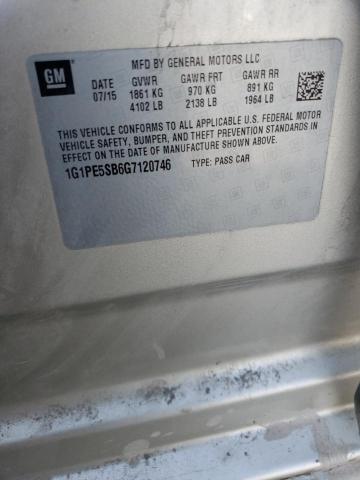 GM
MFD BY GENERAL MOTORS LLC
DATE GVWR GAWR FRT GAWR RR
07/15 1861 KG 970 KG 891 KG
4102 LB 2138 LB 1964 LB
THIS VEHICLE CONFORMS TO ALL APPLICABLE U.S. FEDERAL MOTOR
VEHICLE SAFETY, BUMPER, AND THEFT PREVENTION STANDARDS IN
EFFECT ON THE DATE OF MANUFACTURE SHOWN ABOVE.
1G1PE5SB6G7120746 TYPE: PASS CAR